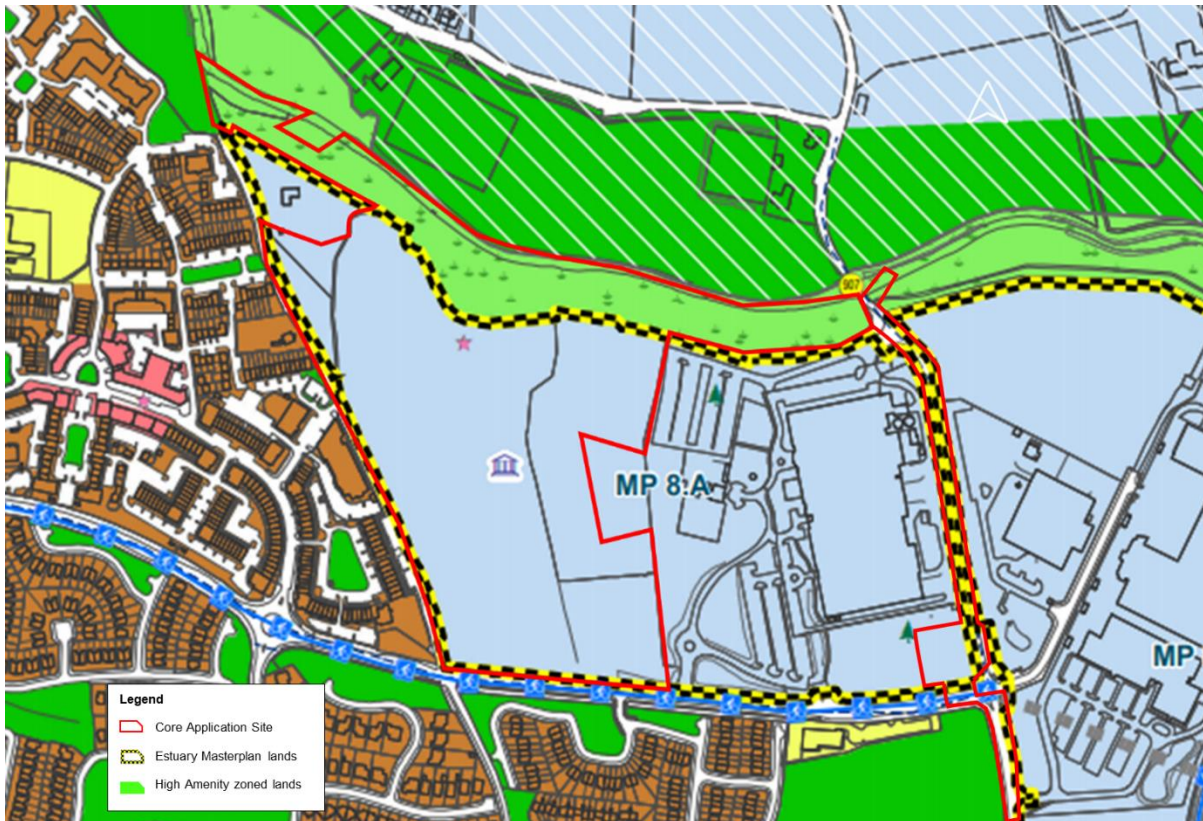 907
MP 8.A
MP
Legend
Core Application Site
Estuary Masterplan lands
High Amenity zoned lands